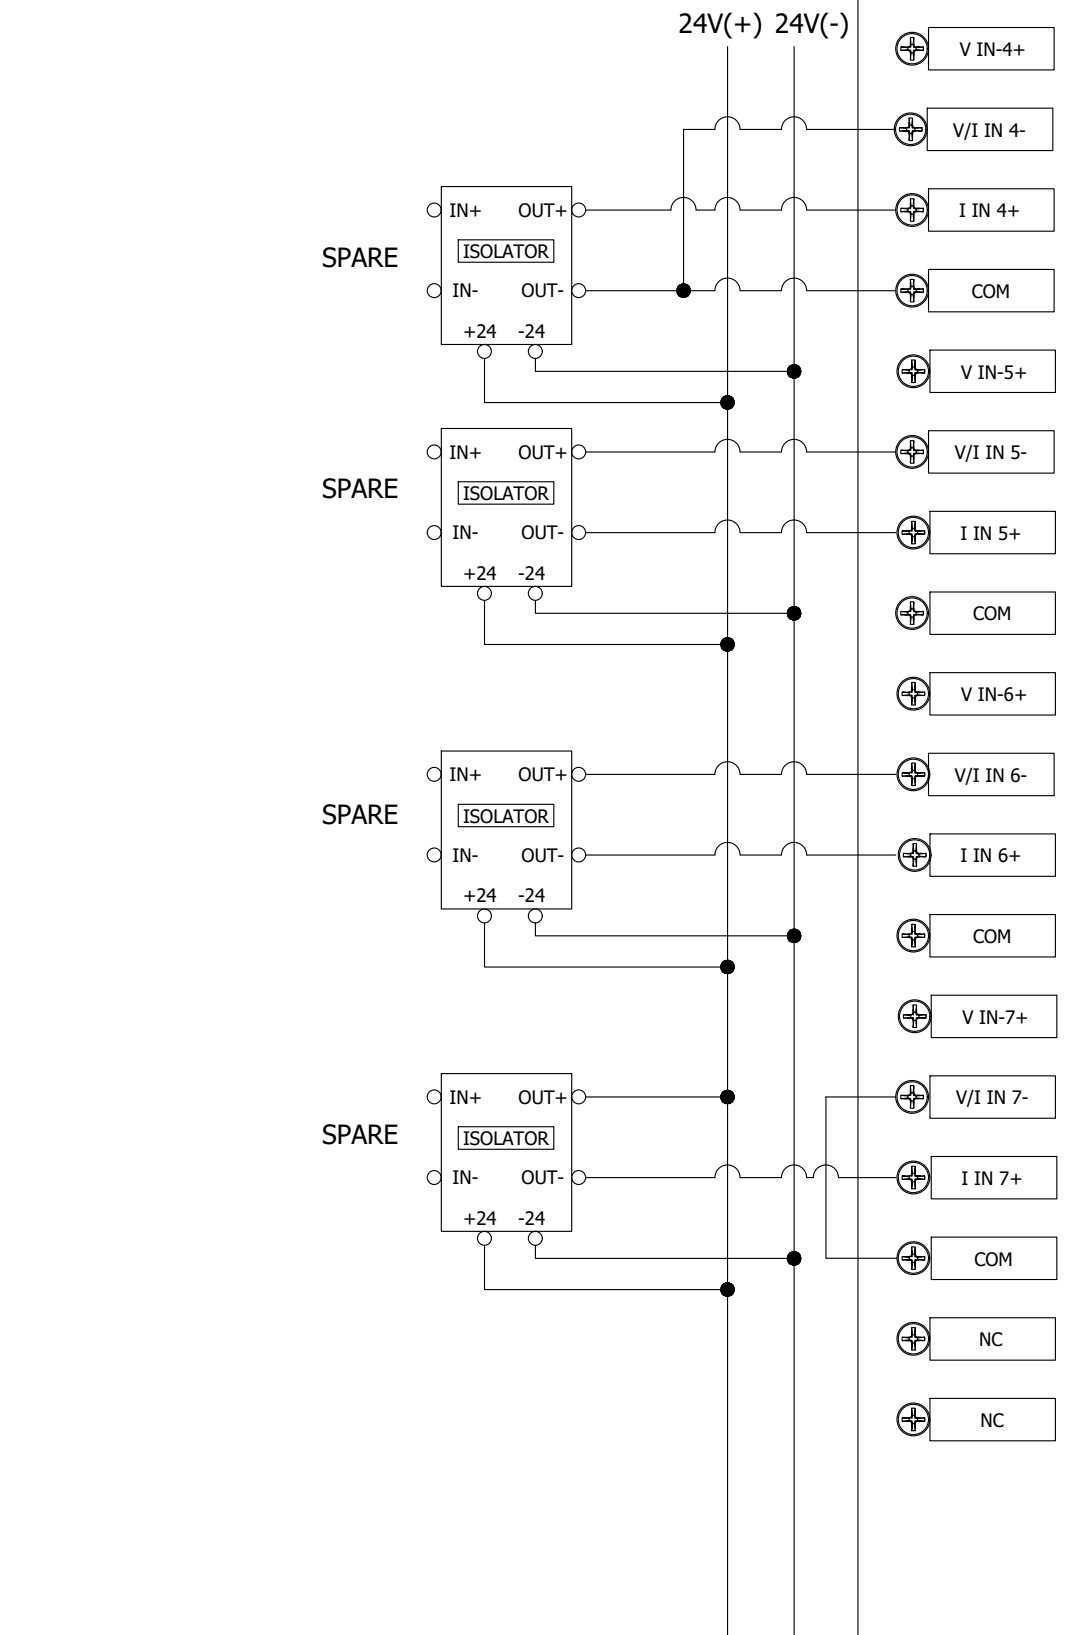 24V(+) 24V(-)
V IN-4+
V/I IN 4-
IN+ OUT+
I IN 4+
SPARE
ISOLATOR
IN- OUT-
COM
+24 -24
V IN-5+
IN+ OUT+
V/I IN 5-
SPARE
ISOLATOR
IN- OUT-
I IN 5+
+24 -24
COM
V IN-6+
IN+ OUT+
V/I IN 6-
SPARE
ISOLATOR
IN- OUT-
I IN 6+
+24 -24
COM
V IN-7+
IN+ OUT+
V/I IN 7-
SPARE
ISOLATOR
IN- OUT-
I IN 7+
+24 -24
COM
NC
NC